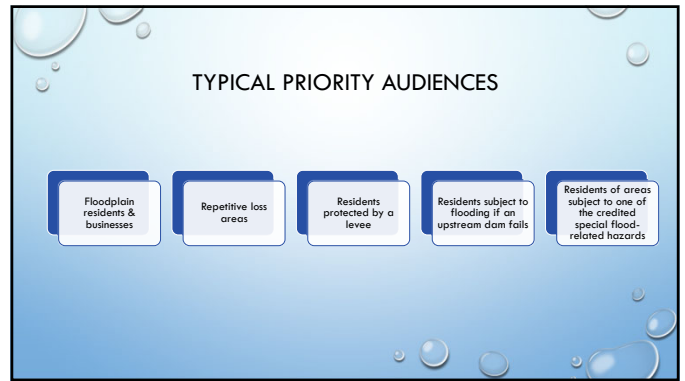 TYPICAL PRIORITY AUDIENCES
Floodplain
residents &
businesses
Repetitive loss
areas
Residents
protected by a
levee
Residents subject to
flooding if an
upstream dam fails
Residents of areas
subject to one of
the credited
special flood-
related hazards